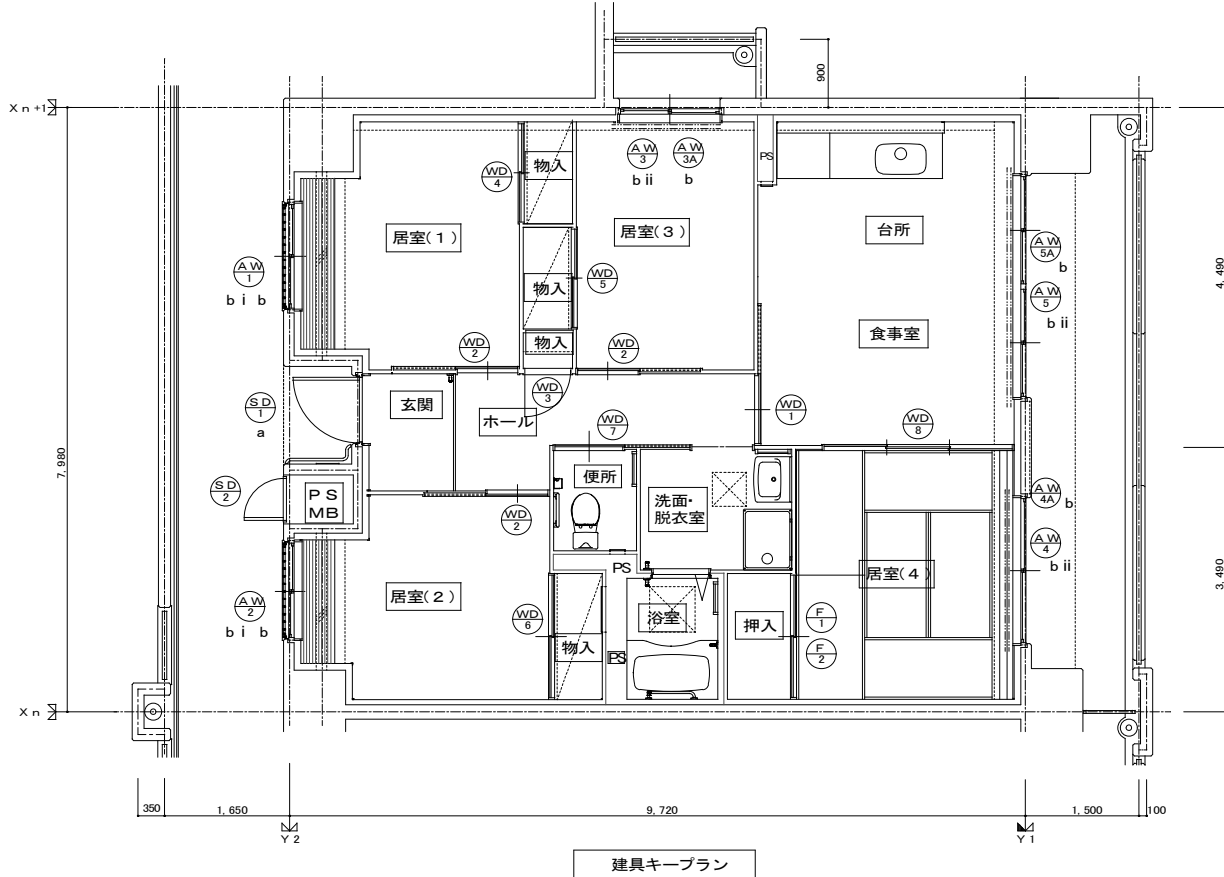 900
X n +1
AW
3
b ii
AW
3A
b
PS
WD
4
物入
居室(1)
居室(3)
台所
AW
1
b i b
AW
5A
b
4,490
物入
WD
5
AW
5
b ii
食事室
物入
WD
2
WD
2
SD
1
a
玄関
WD
3
ホール
WD
1
WD
7
WD
8
7,980
便所
SD
2
PS
MB
洗面・
脱衣室
AW
4A
b
WD
2
AW
4
b ii
3,490
PS
居室(4)
AW
2
b i b
居室(2)
WD
6
浴室
押入
F
1
物入
PS
F
2
X n
350
1,650
9,720
1,500
100
Y 2
Y 1
建具キープラン